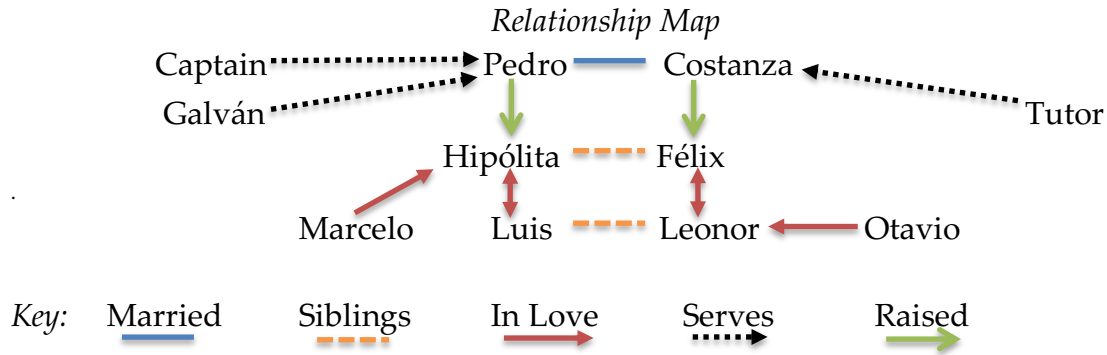 Relationship Map
Captain Pedro Costanza
Galván Tutor
Hipólita Félix
.
Marcelo Luis Leonor Otavio
Key: Married Siblings In Love Serves Raised